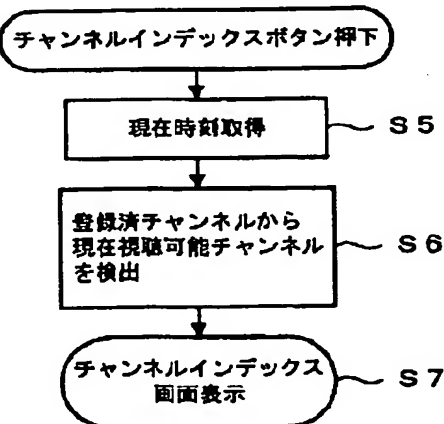 チャンネルインデックスボタン押下
現在時刻取得
S5
登録済チャンネルから
現在視聴可能チャンネル
を検出
S6
チャンネルインデックス
画面表示
S7